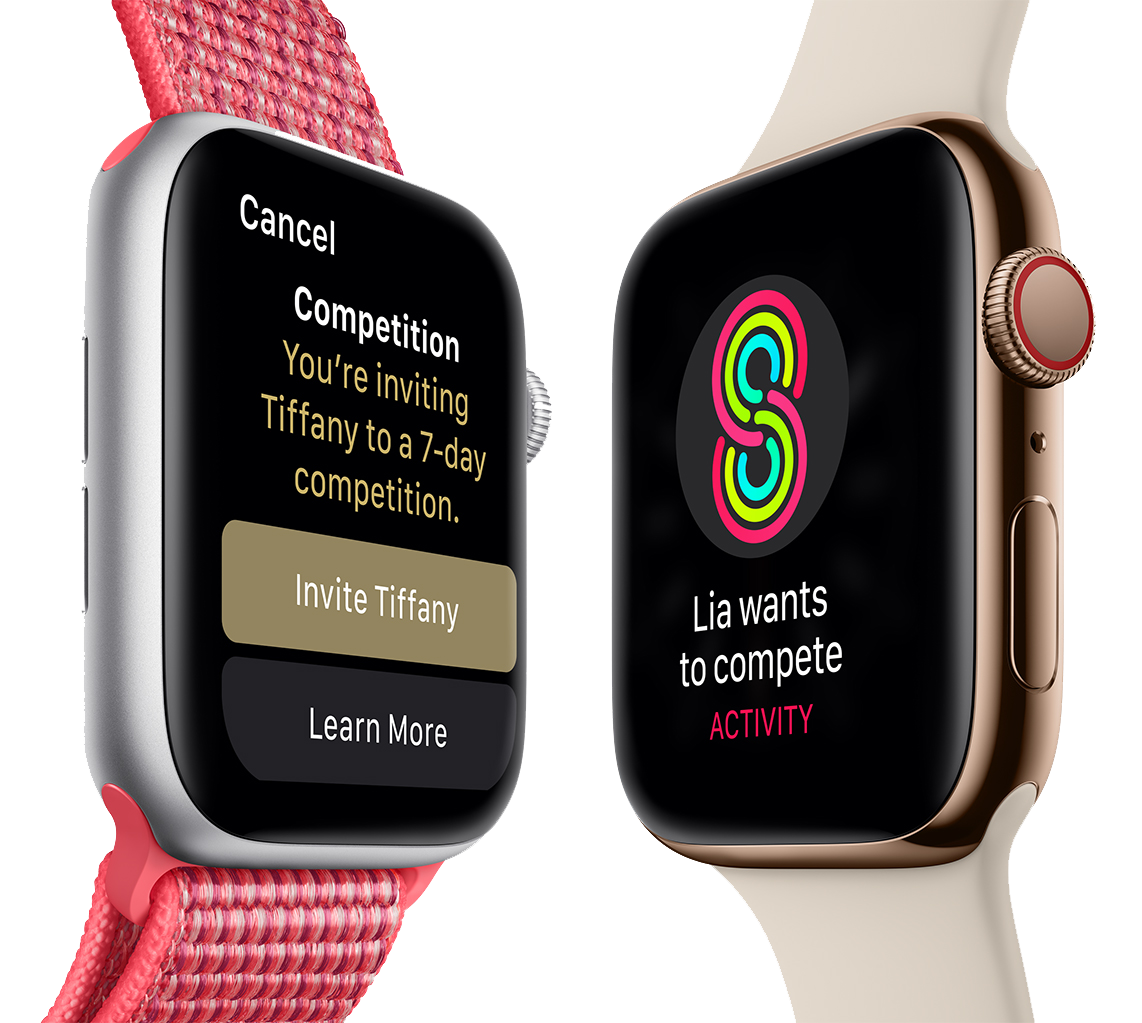 Cancel
Competition
You're inviting
Tiffany to a 7-day
competition.
Invite Tiffany
Learn More
Lia wants
to compete
ACTIVITY